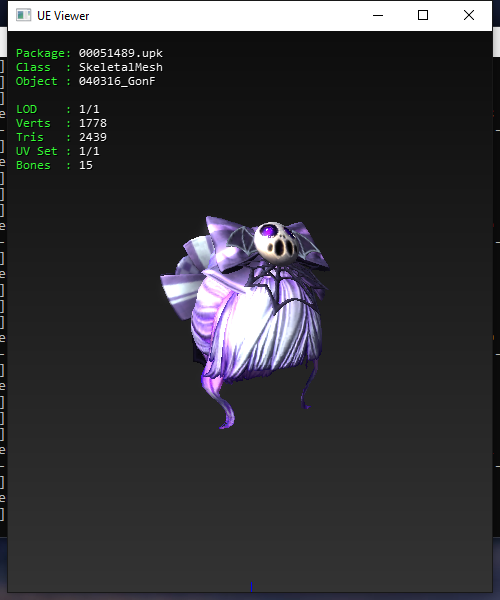 UE Viewer
Package: 00051489.upk
Class : SkeletalMesh
Object : 040316_GonF
LOD : 1/1
Verts : 1778
Tris : 2439
UV Set : 1/1
Bones : 15